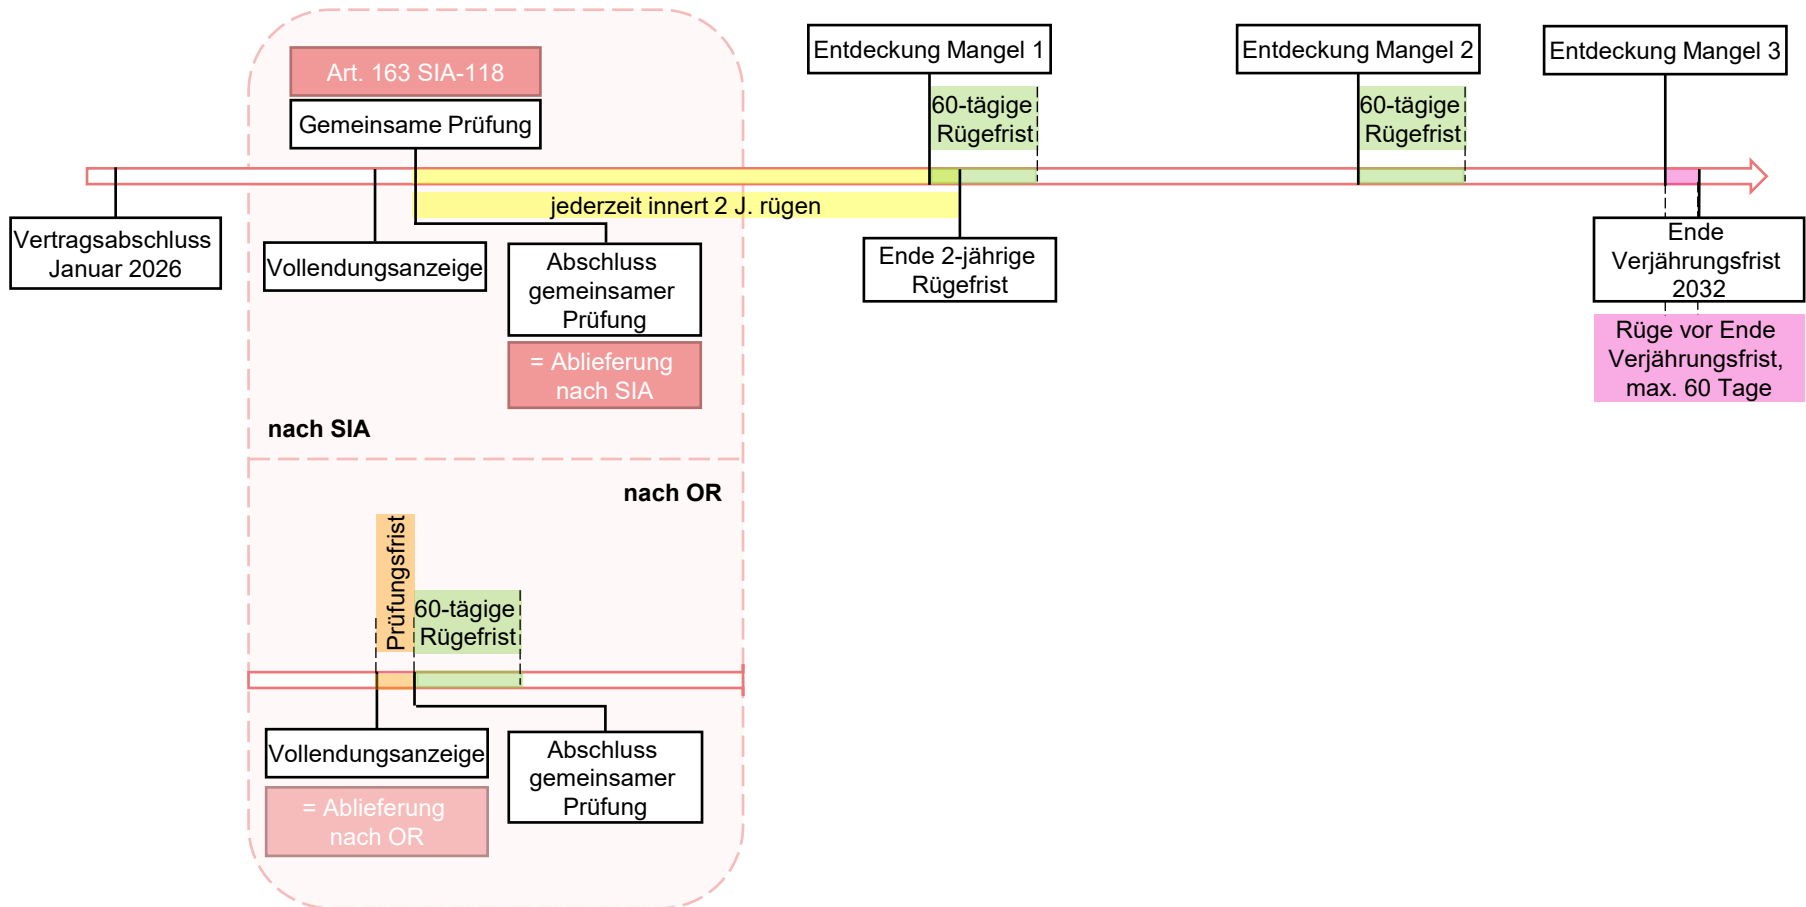 Art. 163 SIA-118
Gemeinsame Prüfung
Entdeckung Mangel 1
60-tägige
Rügefrist
Entdeckung Mangel 2
60-tägige
Rügefrist
Entdeckung Mangel 3
jederzeit innert 2 J. rügen
Vertragsabschluss
Januar 2026
Vollendungsanzeige
Abschluss
gemeinsamer
Prüfung
= Ablieferung
nach SIA
Ende 2-jährige
Rügefrist
Ende
Verjährungsfrist
2032
Rüge vor Ende
Verjährungsfrist,
max. 60 Tage
nach SIA
nach OR
Prüfungsfrist
60-tägige
Rügefrist
Vollendungsanzeige
= Ablieferung
nach OR
Abschluss
gemeinsamer
Prüfung